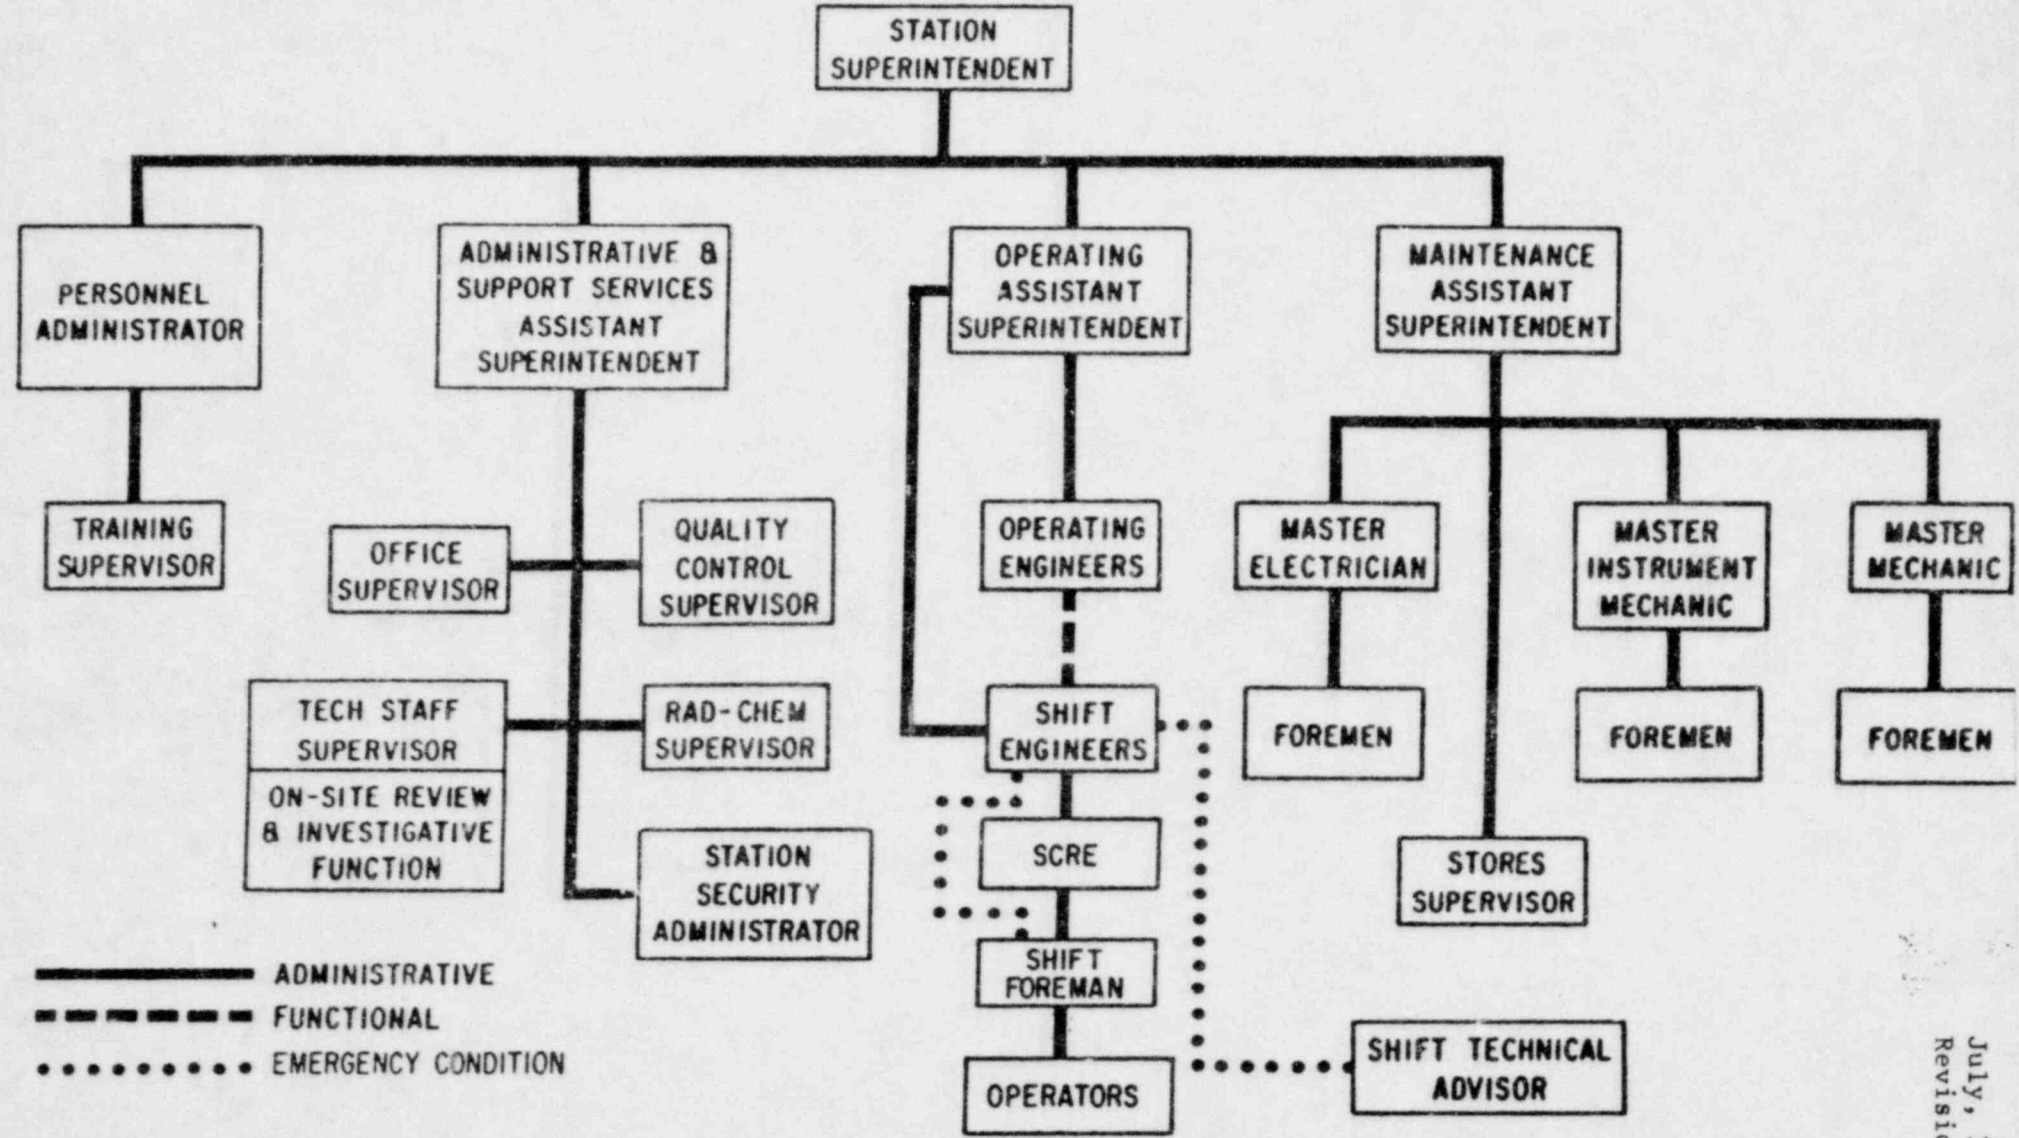 STATION
SUPERINTENDENT
PERSONNEL
ADMINISTRATOR
ADMINISTRATIVE &
SUPPORT SERVICES
ASSISTANT
SUPERINTENDENT
OPERATING
ASSISTANT
SUPERINTENDENT
MAINTENANCE
ASSISTANT
SUPERINTENDENT
TRAINING
SUPERVISOR
OFFICE
SUPERVISOR
QUALITY
CONTROL
SUPERVISOR
OPERATING
ENGINEERS
MASTER
ELECTRICIAN
MASTER
INSTRUMENT
MECHANIC
MASTER
MECHANIC
TECH STAFF
SUPERVISOR
ON-SITE REVIEW
& INVESTIGATIVE
FUNCTION
RAD-CHEM
SUPERVISOR
SHIFT
ENGINEERS
FOREMEN
FOREMEN
FOREMEN
STATION
SECURITY
ADMINISTRATOR
SCRE
STORES
SUPERVISOR
SHIFT
FOREMAN
OPERATORS
SHIFT TECHNICAL
ADVISOR
ADMINISTRATIVE
FUNCTIONAL
EMERGENCY CONDITION
July,